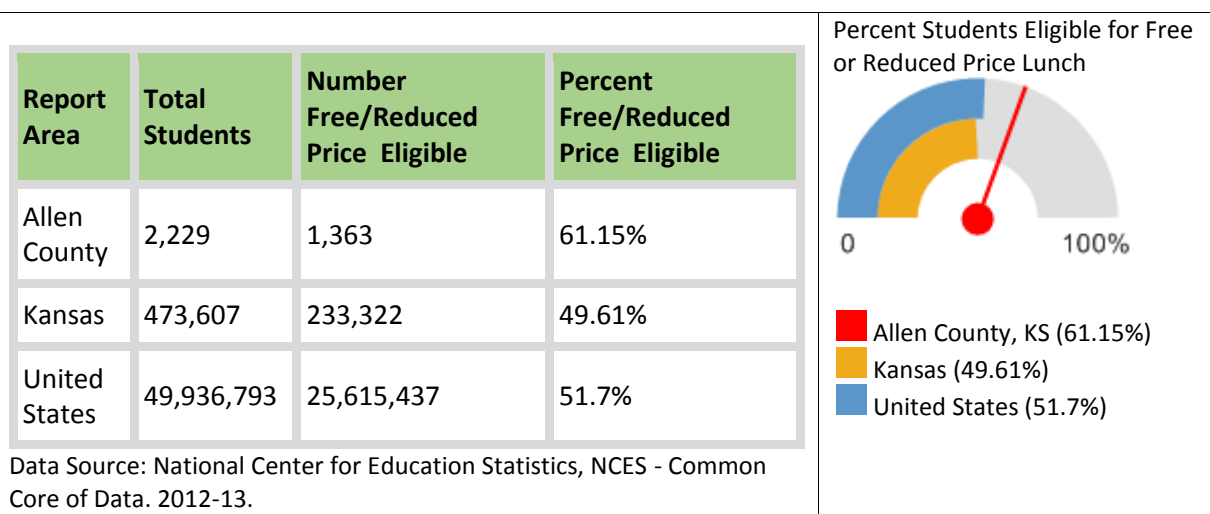 Report Area
Total Students
Number Free/Reduced Price Eligible
Percent Free/Reduced Price Eligible
Allen County
2,229
1,363
61.15%
Kansas
473,607
233,322
49.61%
United States
49,936,793
25,615,437
51.7%
Data Source: National Center for Education Statistics, NCES - Common
Core of Data. 2012-13.
Percent Students Eligible for Free
or Reduced Price Lunch
0
100%
Allen County, KS (61.15%)
Kansas (49.61%)
United States (51.7%)